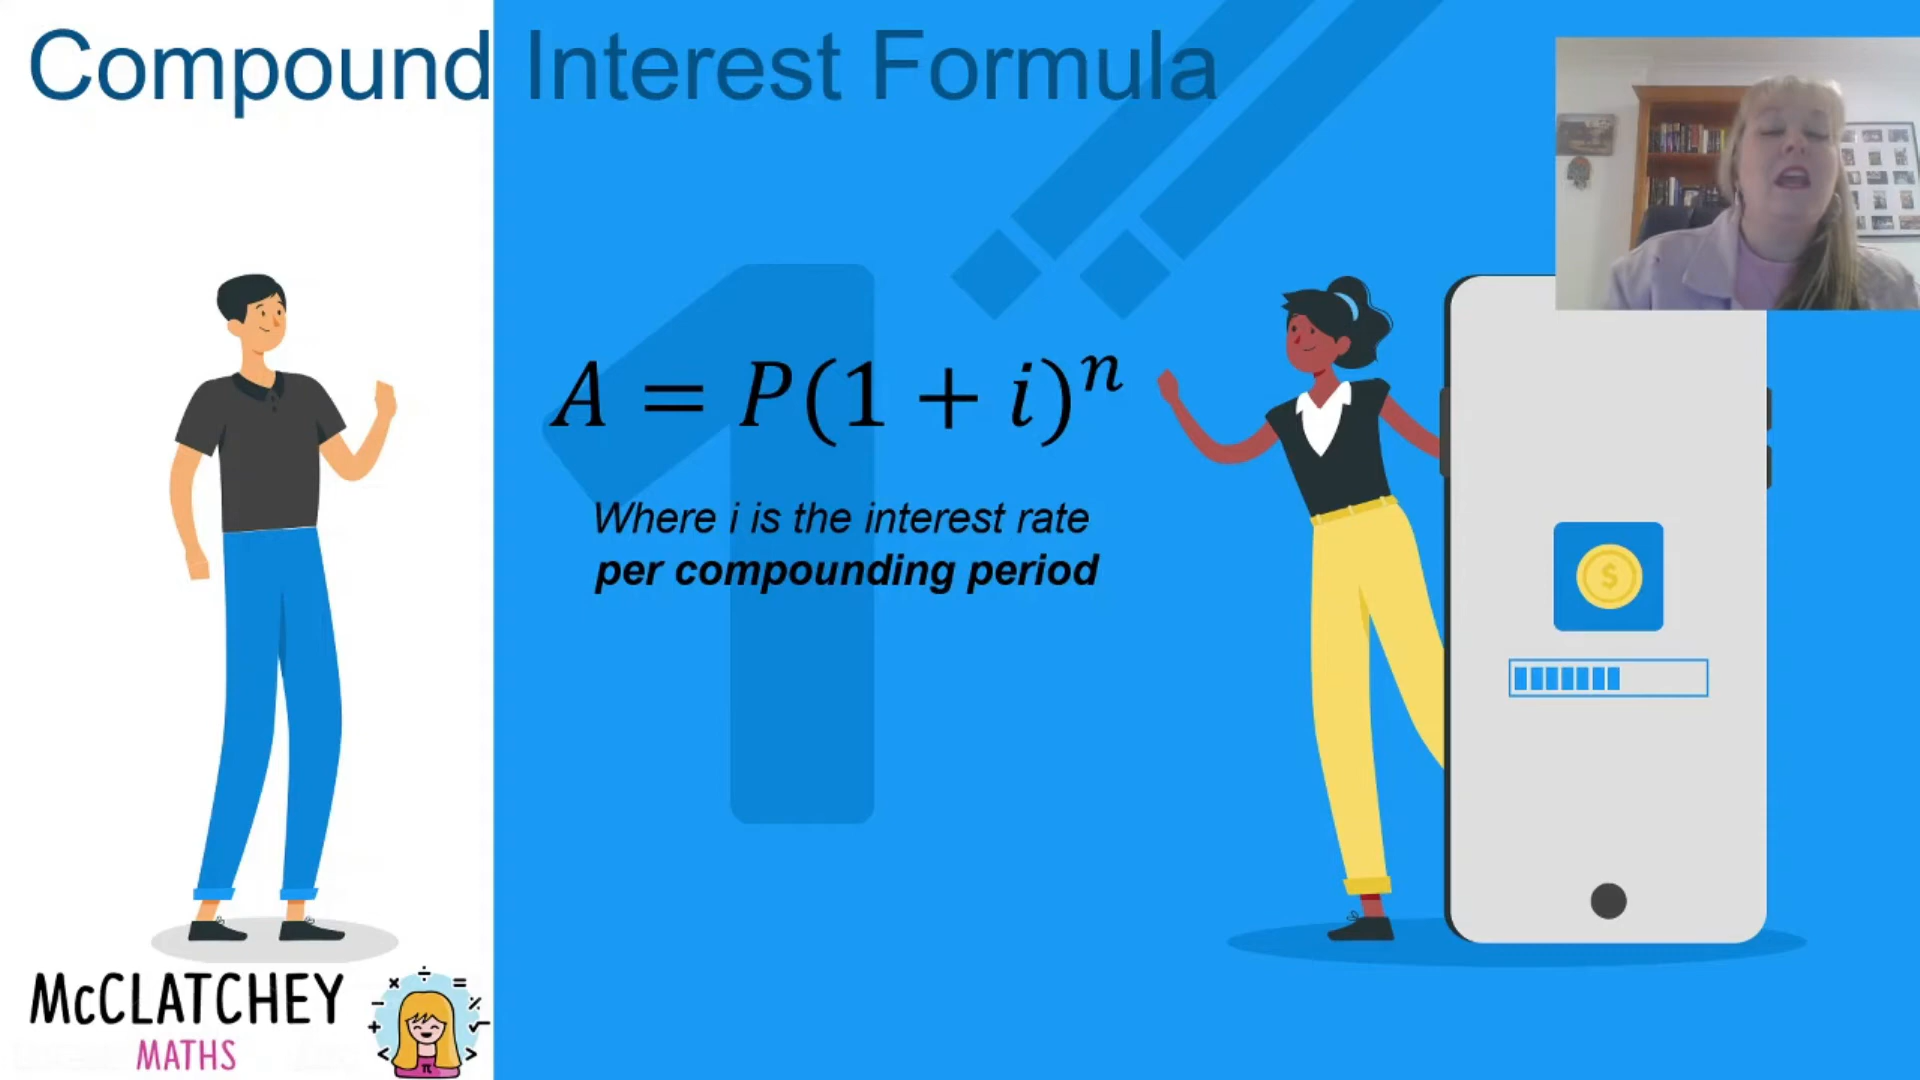 Compound Interest Formula
A = P(1 + i)^n
Where i is the interest rate
per compounding period
$
McCLATCHEY
MATHS
π